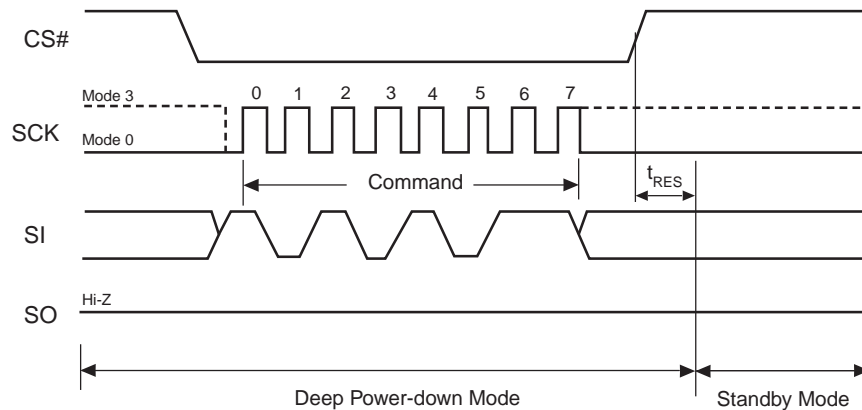 CS#
Mode 3
0 1 2 3 4 5 6 7
SCK
Mode 0
Command
tRES
SI
Hi-Z
SO
Deep Power-down Mode
Standby Mode